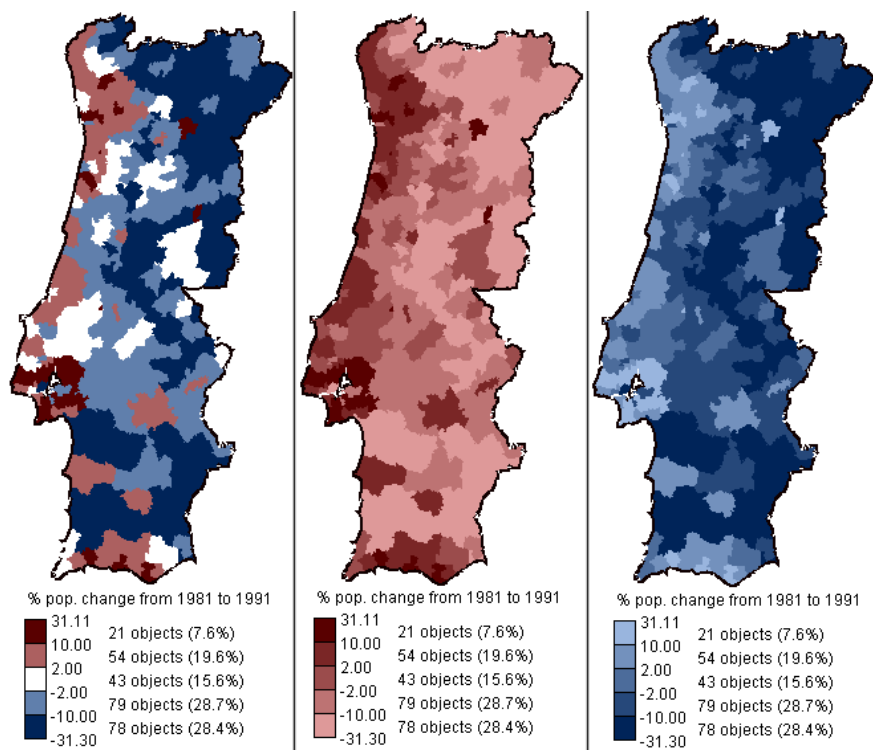 % pop. change from 1981 to 1991
31.11
21 objects (7.6%)
10.00
54 objects (19.6%)
2.00
43 objects (15.6%)
-2.00
79 objects (28.7%)
-10.00
78 objects (28.4%)
-31.30
% pop. change from 1981 to 1991
31.11
21 objects (7.6%)
10.00
54 objects (19.6%)
2.00
43 objects (15.6%)
-2.00
79 objects (28.7%)
-10.00
78 objects (28.4%)
-31.30
% pop. change from 1981 to 1991
31.11
21 objects (7.6%)
10.00
54 objects (19.6%)
2.00
43 objects (15.6%)
-2.00
79 objects (28.7%)
-10.00
78 objects (28.4%)
-31.30